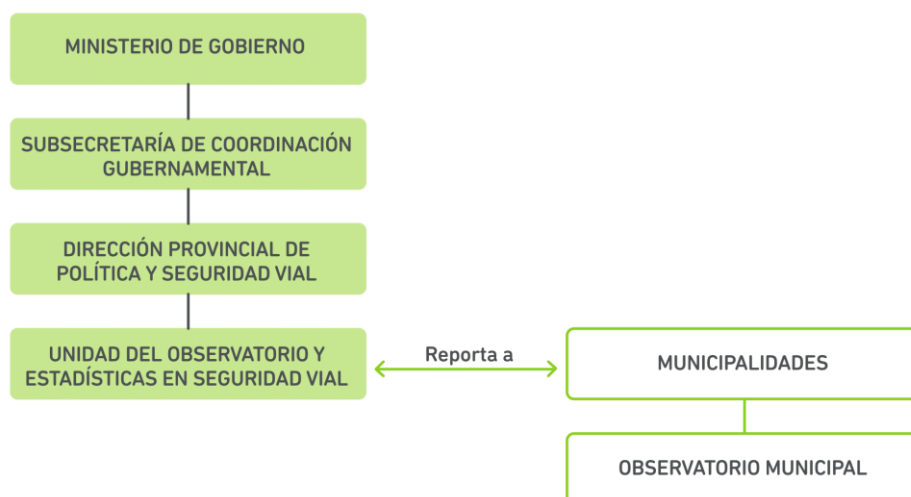 MINISTERIO DE GOBIERNO
SUBSECRETARÍA DE COORDINACIÓN
GUBERNAMENTAL
DIRECCIÓN PROVINCIAL DE
POLÍTICA Y SEGURIDAD VIAL
UNIDAD DEL OBSERVATORIO Y
ESTADÍSTICAS EN SEGURIDAD VIAL
Reporta a
MUNICIPALIDADES
OBSERVATORIO MUNICIPAL